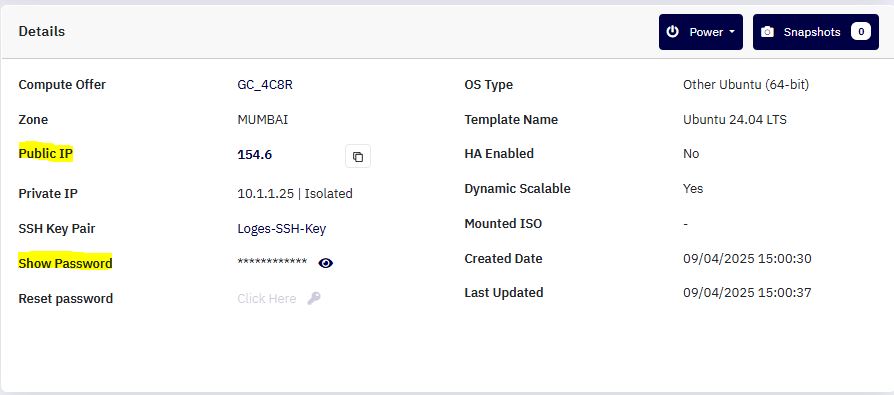 Details
Power
Snapshots 0
Compute Offer GC_4C8R
Zone MUMBAI
Public IP 154.6
Private IP 10.1.1.25 | Isolated
SSH Key Pair Loges-SSH-Key
Show Password ************
Reset password Click Here
OS Type Other Ubuntu (64-bit)
Template Name Ubuntu 24.04 LTS
HA Enabled No
Dynamic Scalable Yes
Mounted ISO -
Created Date 09/04/2025 15:00:30
Last Updated 09/04/2025 15:00:37